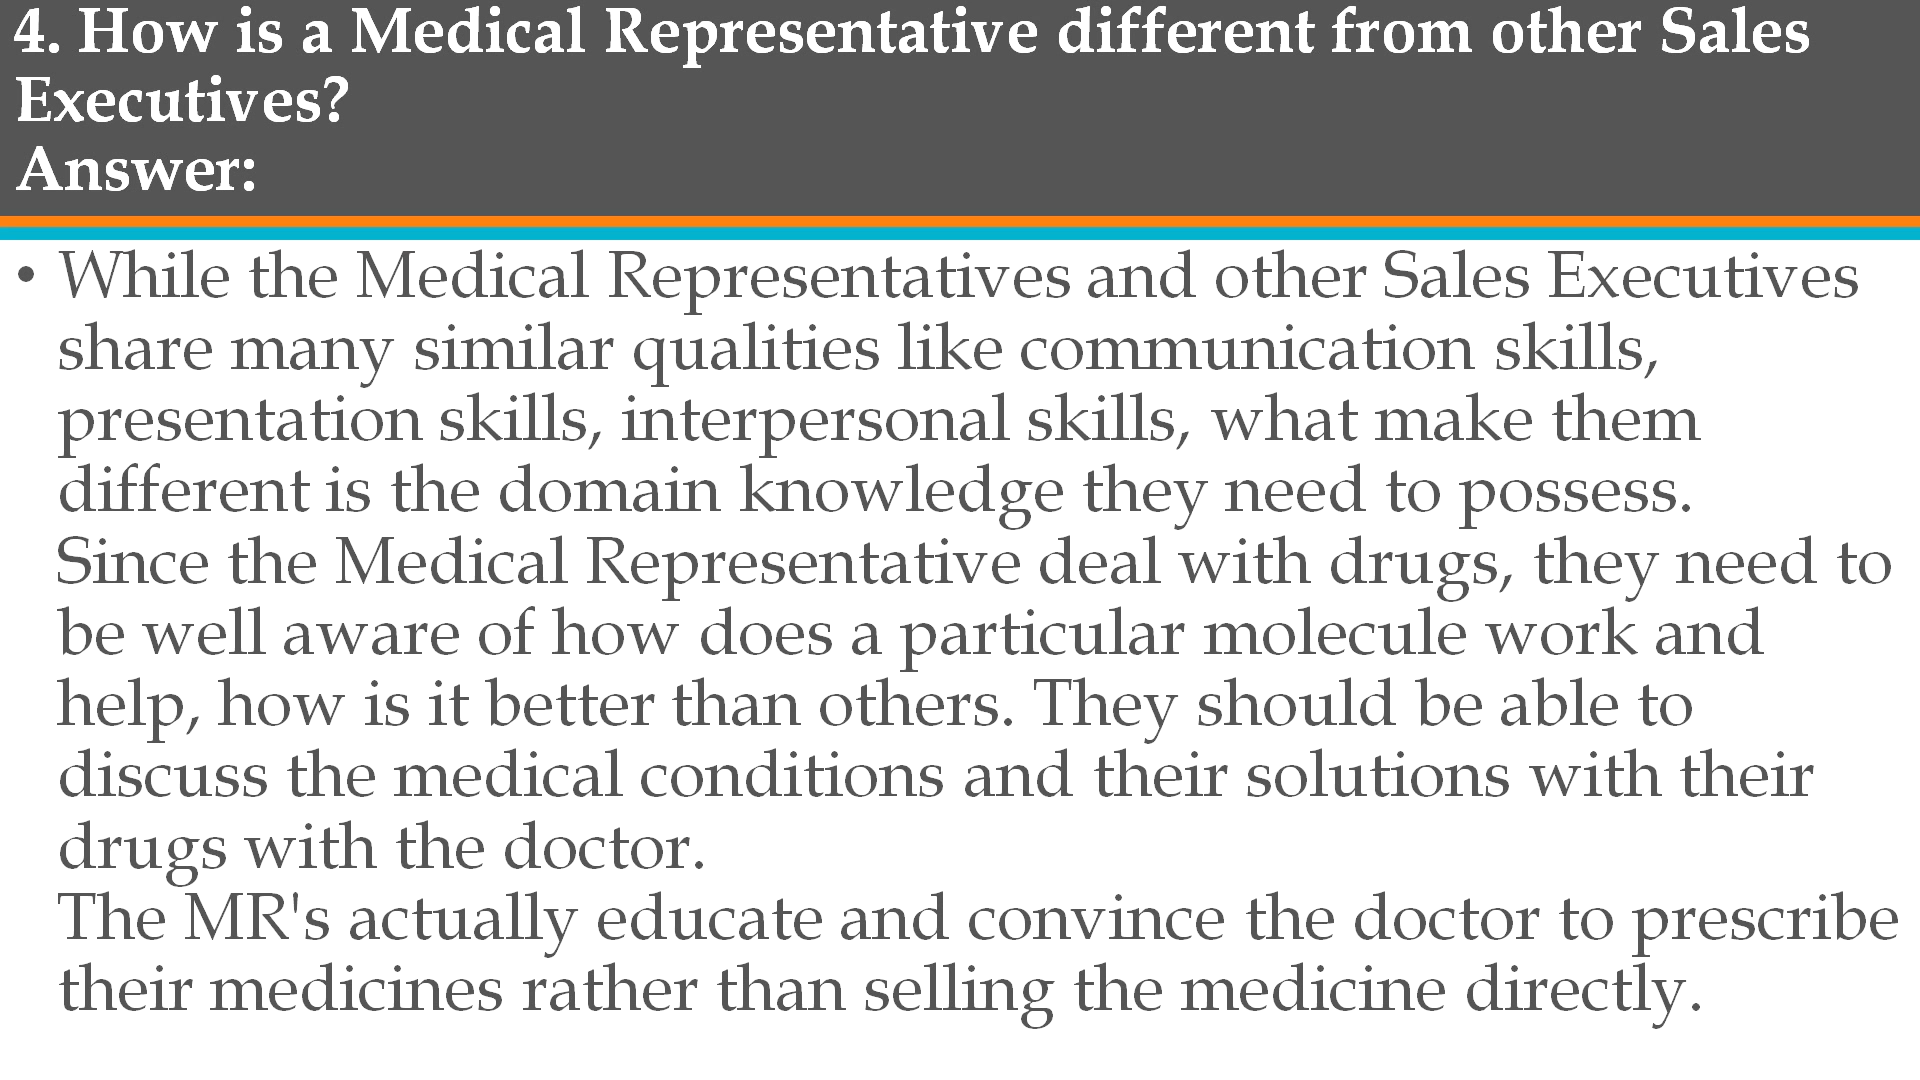 4. How is a Medical Representative different from other Sales
Executives?
Answer:
• While the Medical Representatives and other Sales Executives
share many similar qualities like communication skills,
presentation skills, interpersonal skills, what make them
different is the domain knowledge they need to possess.
Since the Medical Representative deal with drugs, they need to
be well aware of how does a particular molecule work and
help, how is it better than others. They should be able to
discuss the medical conditions and their solutions with their
drugs with the doctor.
The MR's actually educate and convince the doctor to prescribe
their medicines rather than selling the medicine directly.